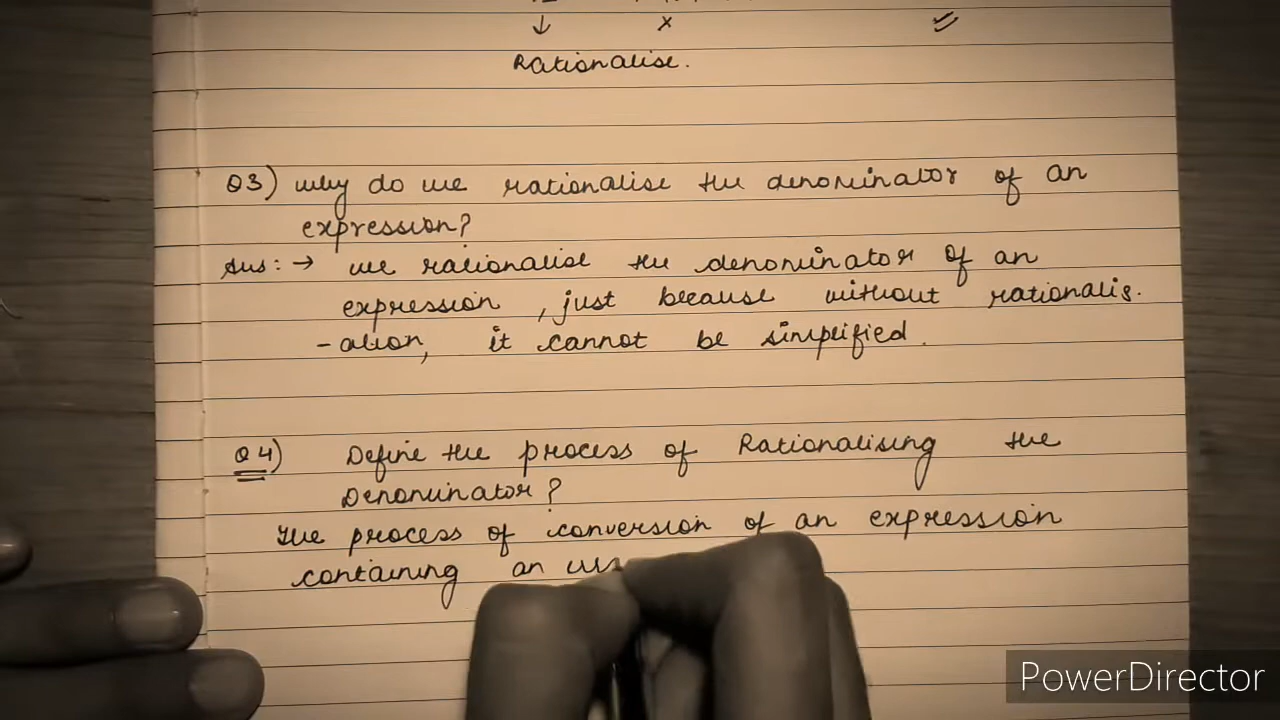 Rationalise.
Q3) why do we rationalise the denominator of an
expression?
Ans: → we rationalise the denominator of an
expression, just because without rationalis.
-ation, it cannot be simplified.
Q4) Define the process of Rationalising the
Denominator?
The process of conversion of an expression
containing an
PowerDirector